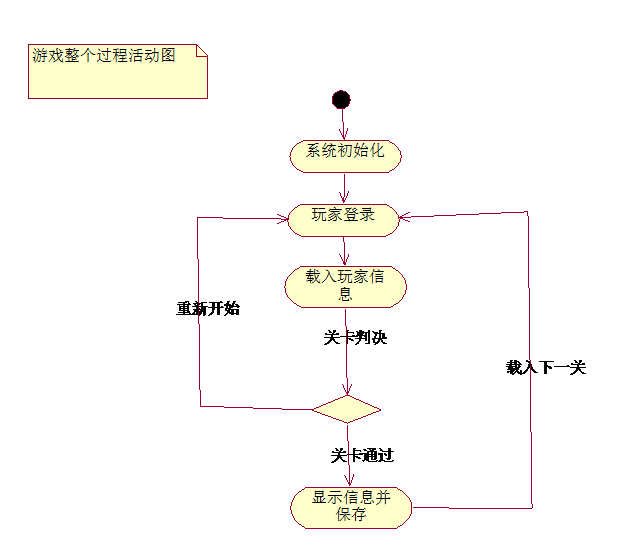 游戏整个过程活动图
系统初始化
玩家登录
载入玩家信
息
重新开始
关卡判决
载入下一关
关卡通过
显示信息并
保存